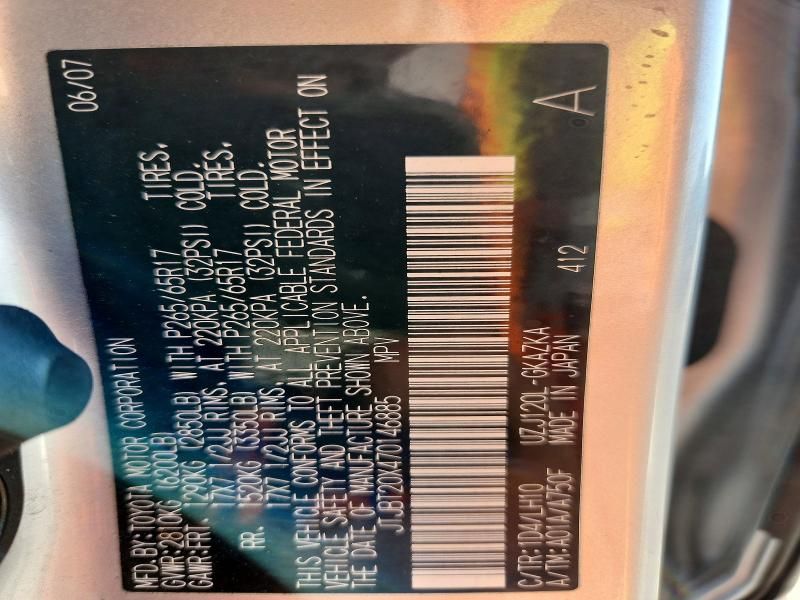 MFD. BY: TOYOTA MOTOR CORPORATION 06/07
GVWR: 2810KG (6200LB)
GAWR: FRT. 1290KG (2850LB) WITH P265/65R17 TIRES,
17X7 1/2JJ RIMS, AT 220KPA (32PSI) COLD.
RR. 1520KG (3350LB) WITH P265/65R17 TIRES,
17X7 1/2JJ RIMS, AT 220KPA (32PSI) COLD.
THIS VEHICLE CONFORMS TO ALL APPLICABLE FEDERAL MOTOR
VEHICLE SAFETY AND THEFT PREVENTION STANDARDS IN EFFECT ON
THE DATE OF MANUFACTURE SHOWN ABOVE.
JTJBT20X470146885 MPV
C/TR: 1D4/LH10 UZJ120L-GKAZKA
A/TM: A01A/A750F MADE IN JAPAN 412 A